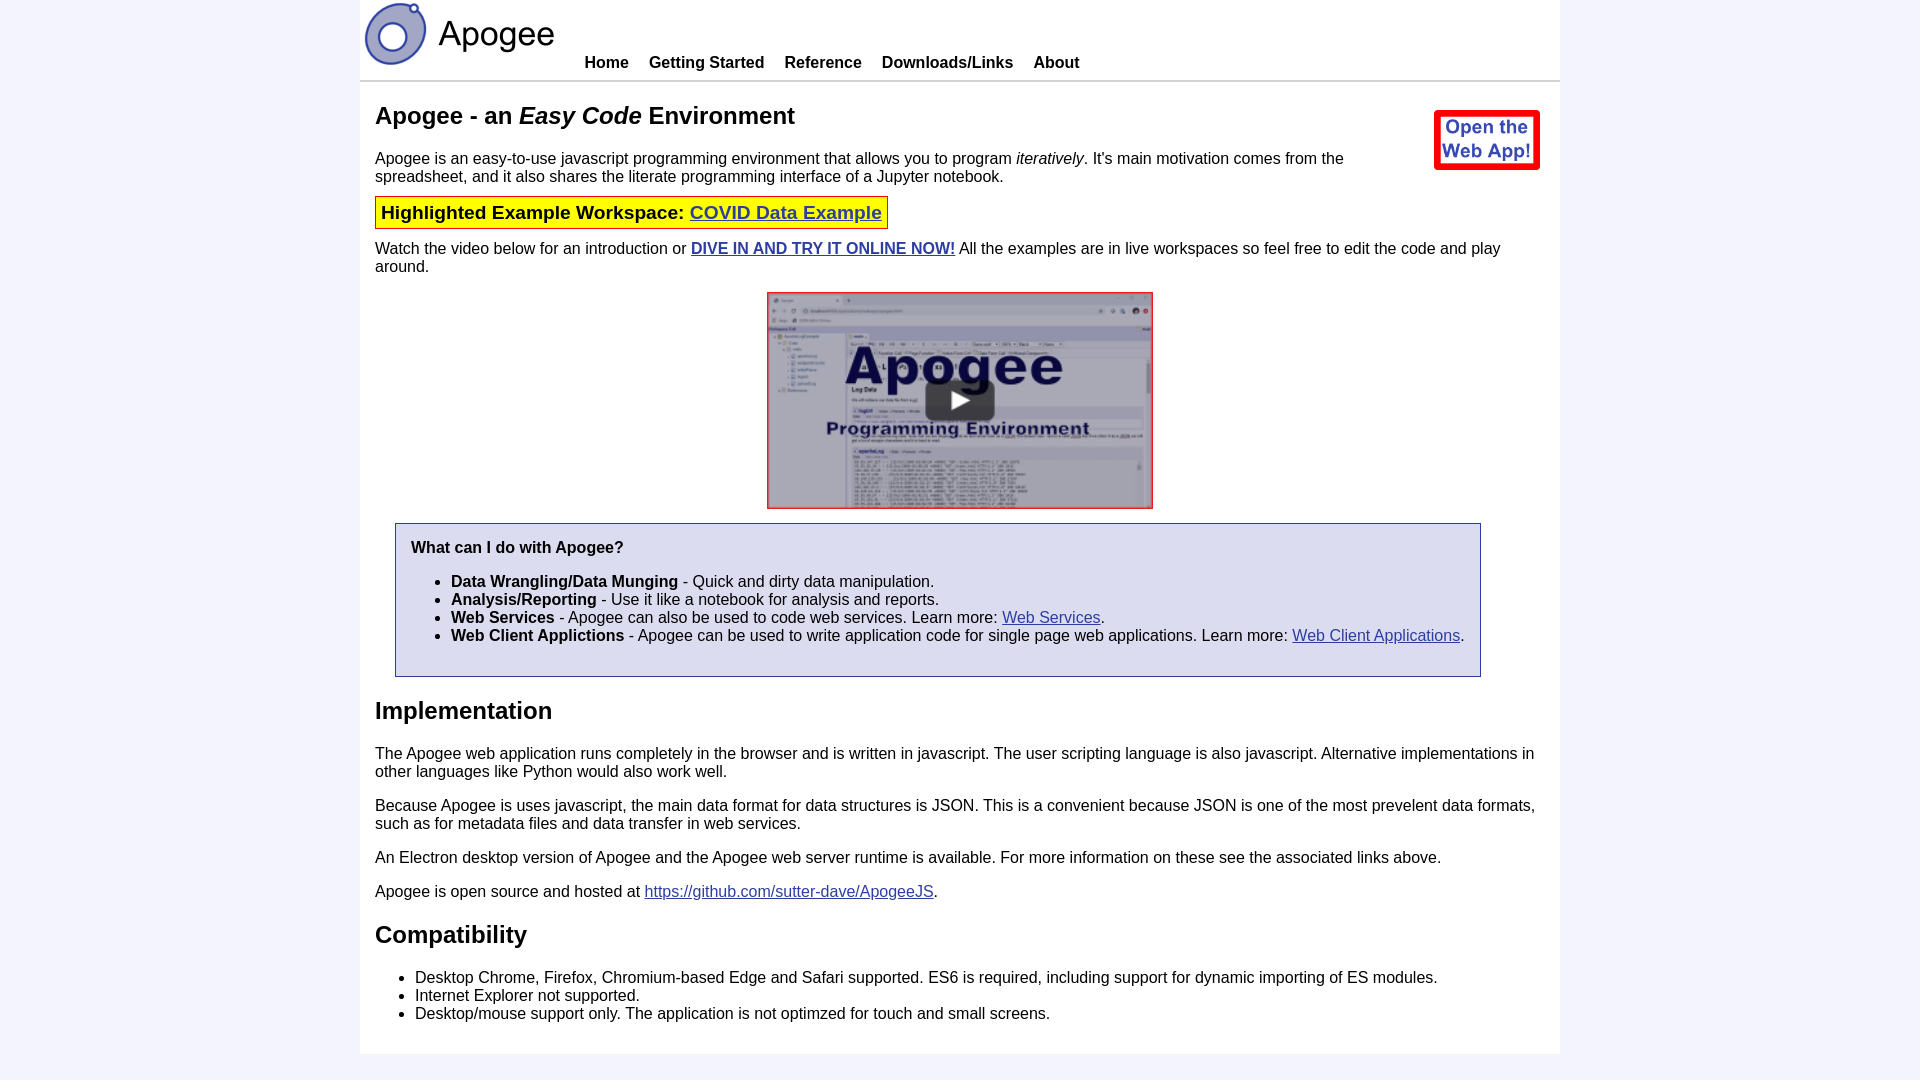 Apogee
Home Getting Started Reference Downloads/Links About
Apogee - an Easy Code Environment
Open the
Web App!
Apogee is an easy-to-use javascript programming environment that allows you to program iteratively. It's main motivation comes from the
spreadsheet, and it also shares the literate programming interface of a Jupyter notebook.
Highlighted Example Workspace: COVID Data Example
Watch the video below for an introduction or DIVE IN AND TRY IT ONLINE NOW! All the examples are in live workspaces so feel free to edit the code and play
around.
Apogee
Log Data
Programming Environment
What can I do with Apogee?
Data Wrangling/Data Munging - Quick and dirty data manipulation.
Analysis/Reporting - Use it like a notebook for analysis and reports.
Web Services - Apogee can also be used to code web services. Learn more: Web Services.
Web Client Applictions - Apogee can be used to write application code for single page web applications. Learn more: Web Client Applications.
Implementation
The Apogee web application runs completely in the browser and is written in javascript. The user scripting language is also javascript. Alternative implementations in
other languages like Python would also work well.
Because Apogee is uses javascript, the main data format for data structures is JSON. This is a convenient because JSON is one of the most prevelent data formats,
such as for metadata files and data transfer in web services.
An Electron desktop version of Apogee and the Apogee web server runtime is available. For more information on these see the associated links above.
Apogee is open source and hosted at https://github.com/sutter-dave/ApogeeJS.
Compatibility
Desktop Chrome, Firefox, Chromium-based Edge and Safari supported. ES6 is required, including support for dynamic importing of ES modules.
Internet Explorer not supported.
Desktop/mouse support only. The application is not optimzed for touch and small screens.